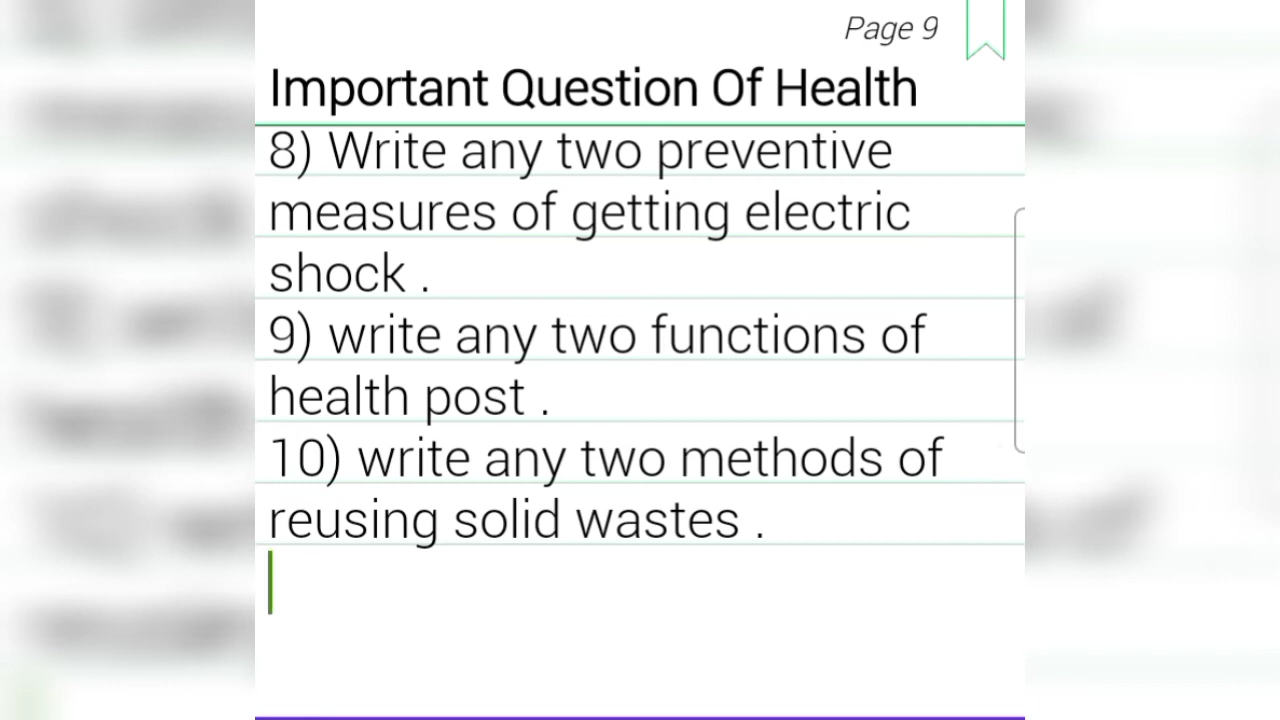 Page 9
Important Question Of Health
8) Write any two preventive
measures of getting electric
shock .
9) write any two functions of
health post .
10) write any two methods of
reusing solid wastes .